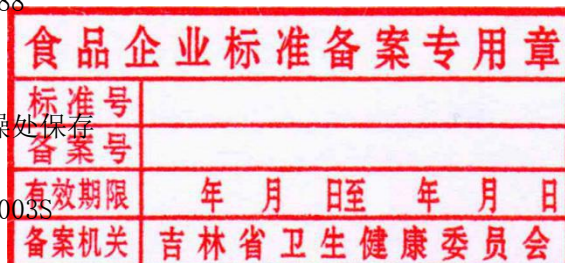 食品企业标准备案专用章
标准号
燥处保存
备案号
有效期限 年 月 日至 年 月 日
003S
备案机关 吉林省卫生健康委员会